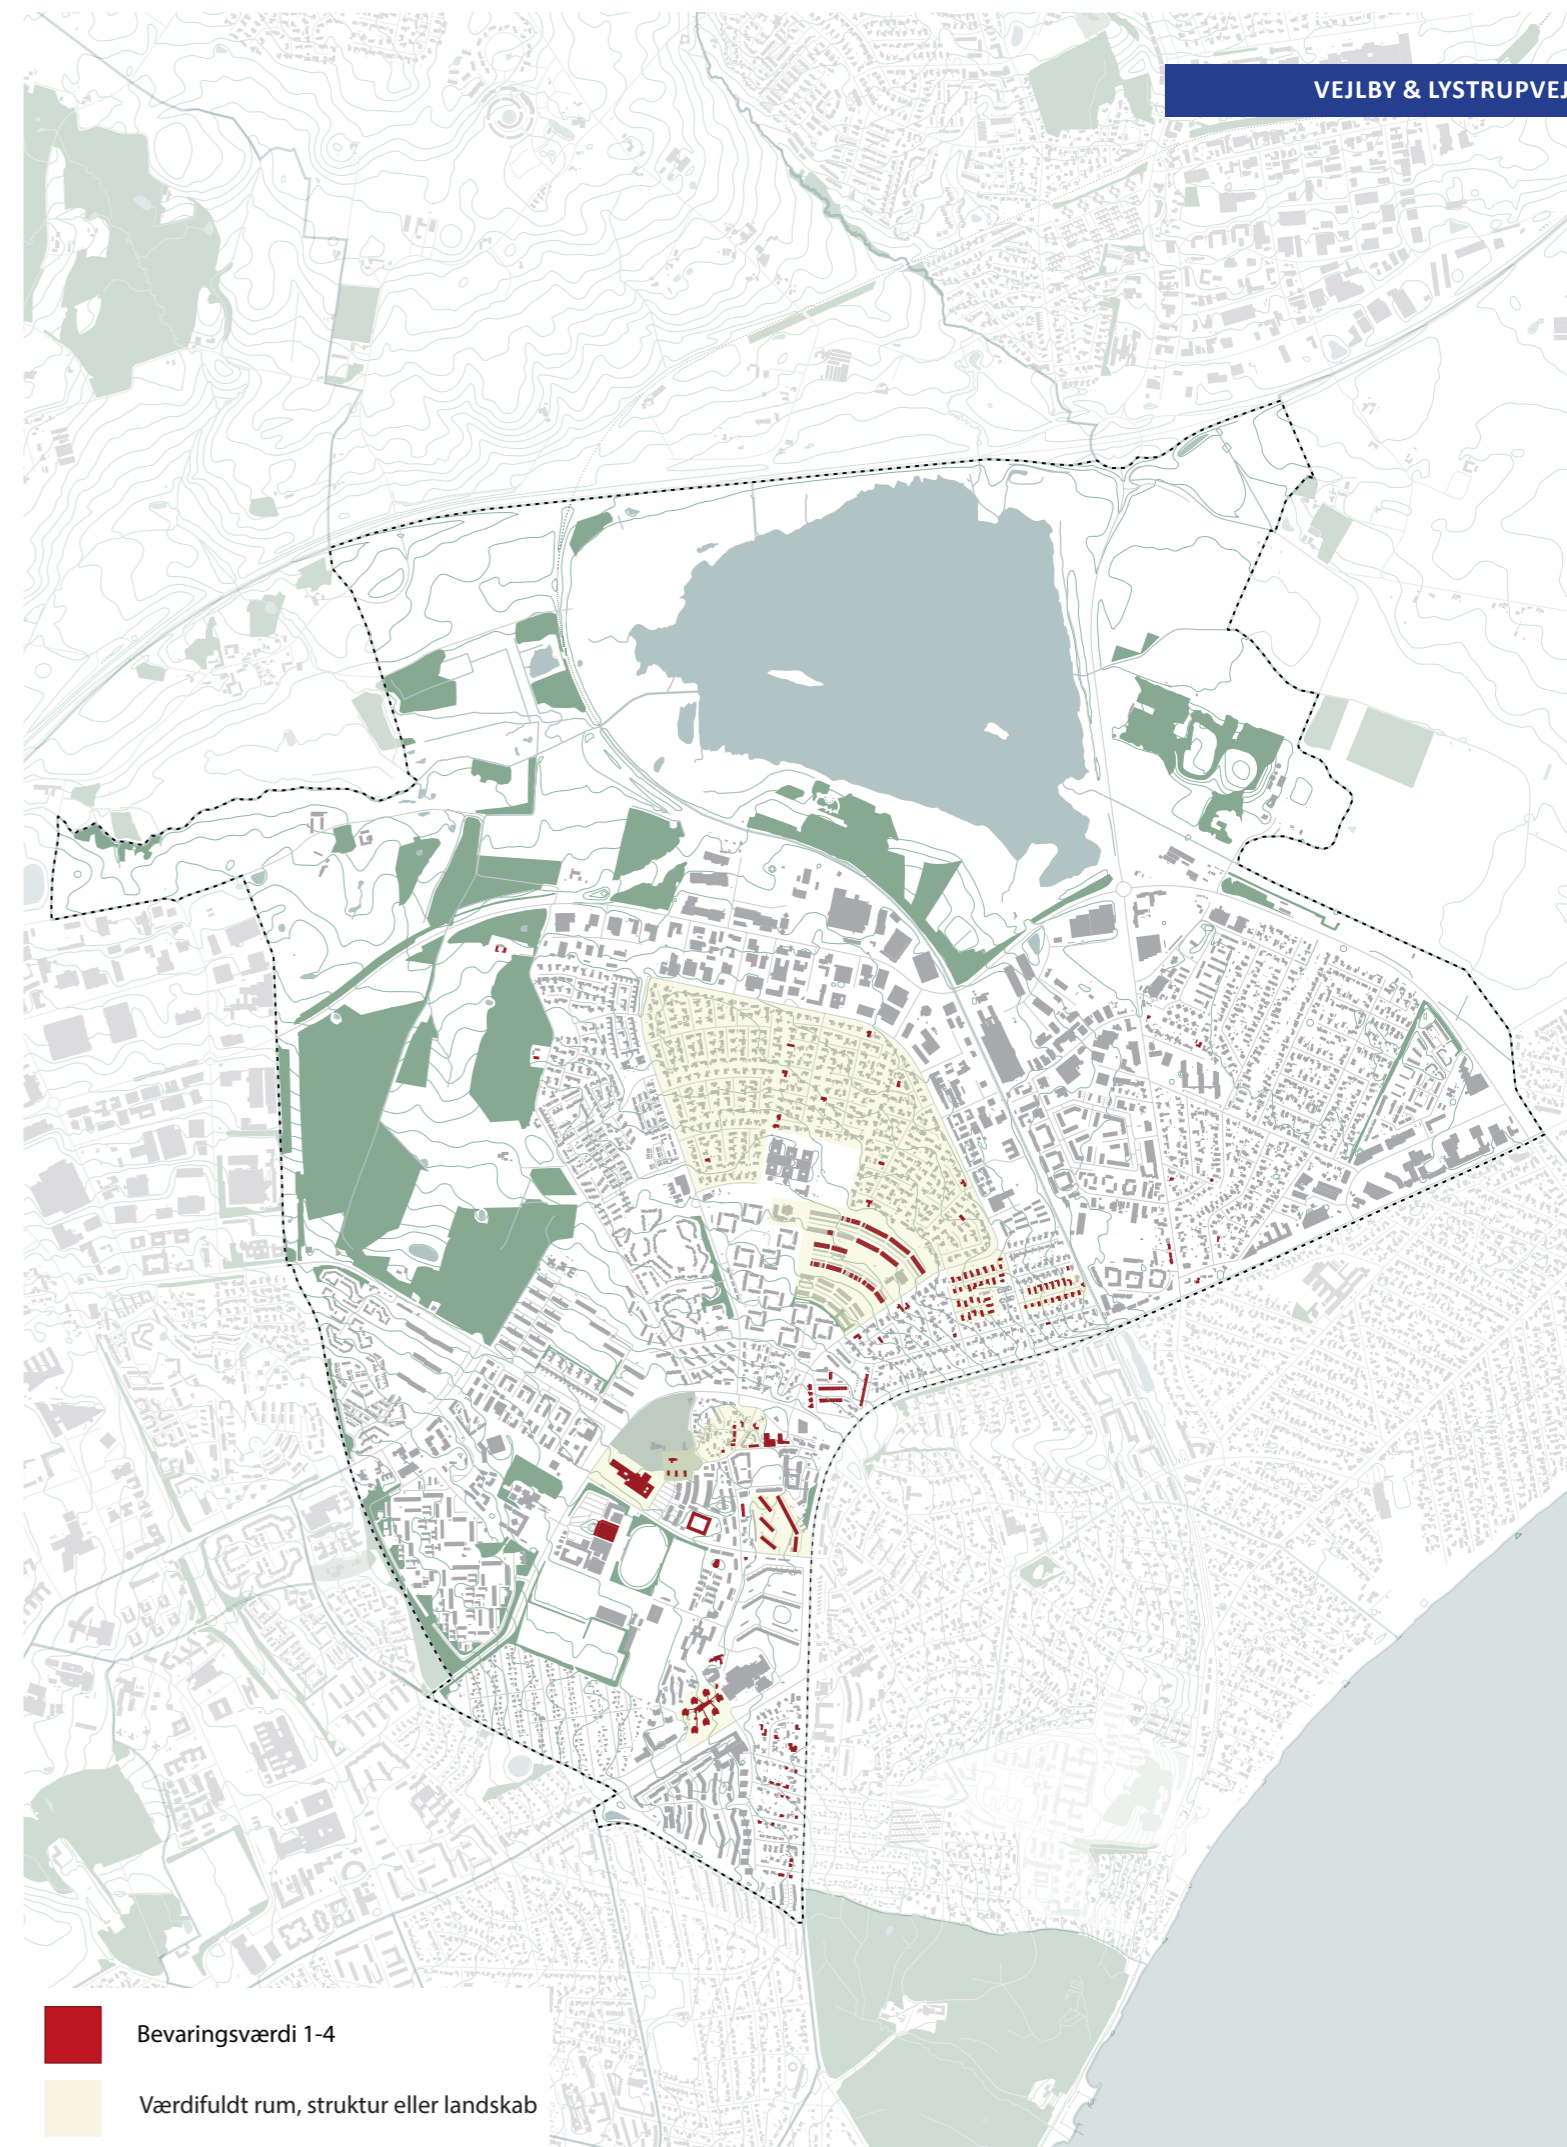 VEJLBY & LYSTRUPVEJ
Bevaringsværdi 1-4
Værdifuldt rum, struktur eller landskab